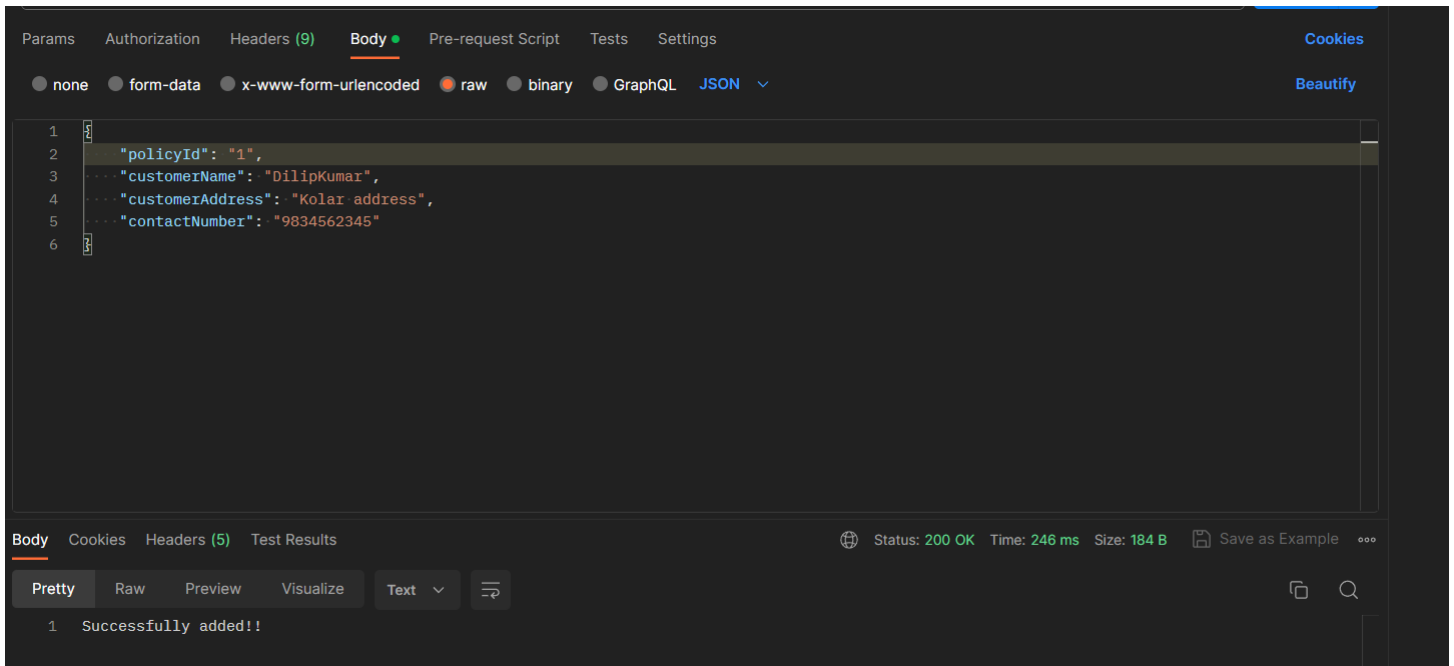 Params Authorization Headers (9) Body Pre-request Script Tests Settings Cookies
none form-data x-www-form-urlencoded raw binary GraphQL JSON Beautify
1 {
2 "policyId": "1",
3 "customerName": "DilipKumar",
4 "customerAddress": "Kolar address",
5 "contactNumber": "9834562345"
6 }
Body Cookies Headers (5) Test Results Status: 200 OK Time: 246 ms Size: 184 B Save as Example
Pretty Raw Preview Visualize Text
1 Successfully added!!